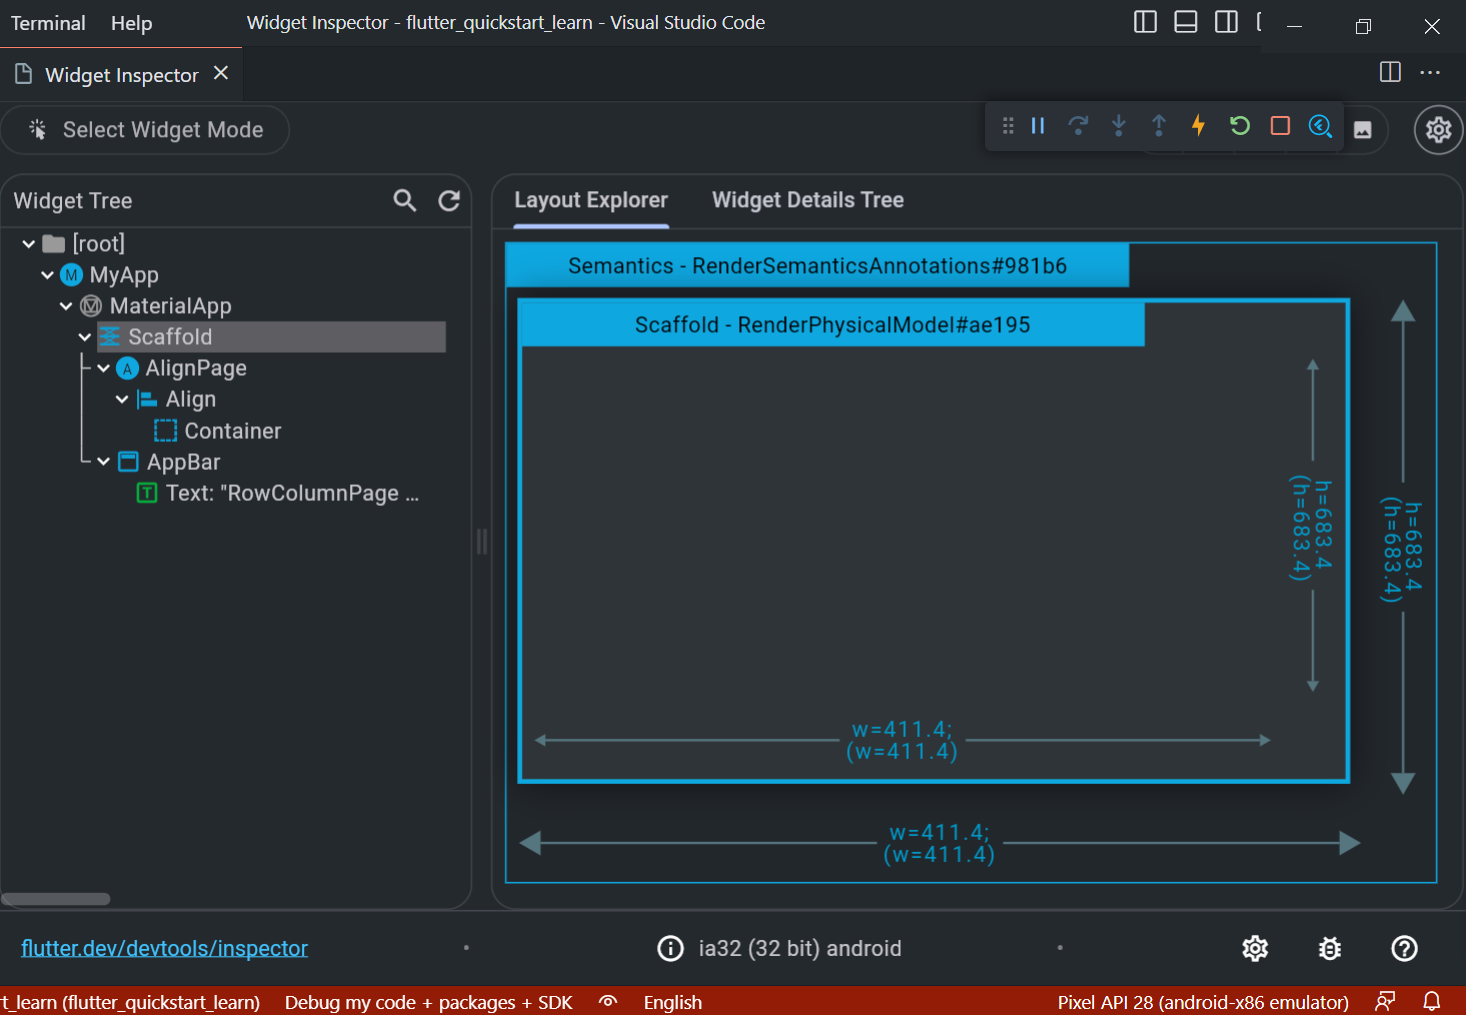 Terminal Help Widget Inspector - flutter_quickstart_learn - Visual Studio Code
Widget Inspector
Select Widget Mode
Widget Tree
[root]
M MyApp
MaterialApp
Scaffold
A AlignPage
Align
Container
AppBar
T Text: "RowColumnPage ...
Layout Explorer Widget Details Tree
Semantics - RenderSemanticsAnnotations#981b6
Scaffold - RenderPhysicalModel#ae195
h=683.4
(h=683.4)
h=683.4
(h=683.4)
w=411.4;
(w=411.4)
w=411.4;
(w=411.4)
flutter.dev/devtools/inspector • ia32 (32 bit) android •
t_learn (flutter_quickstart_learn) Debug my code + packages + SDK English Pixel API 28 (android-x86 emulator)